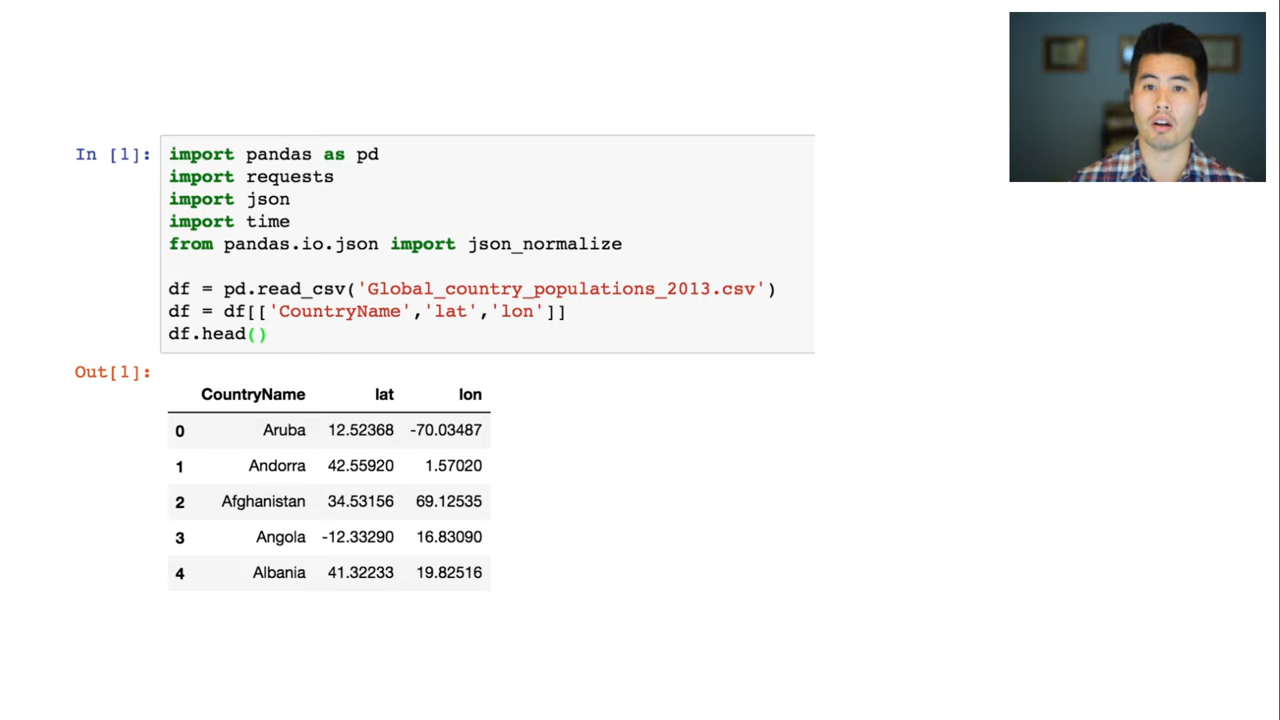 In [1]:
import pandas as pd
import requests
import json
import time
from pandas.io.json import json_normalize
df = pd.read_csv('Global_country_populations_2013.csv')
df = df[['CountryName','lat','lon']]
df.head()
Out[1]:
CountryName lat lon
0 Aruba 12.52368 -70.03487
1 Andorra 42.55920 1.57020
2 Afghanistan 34.53156 69.12535
3 Angola -12.33290 16.83090
4 Albania 41.32233 19.82516